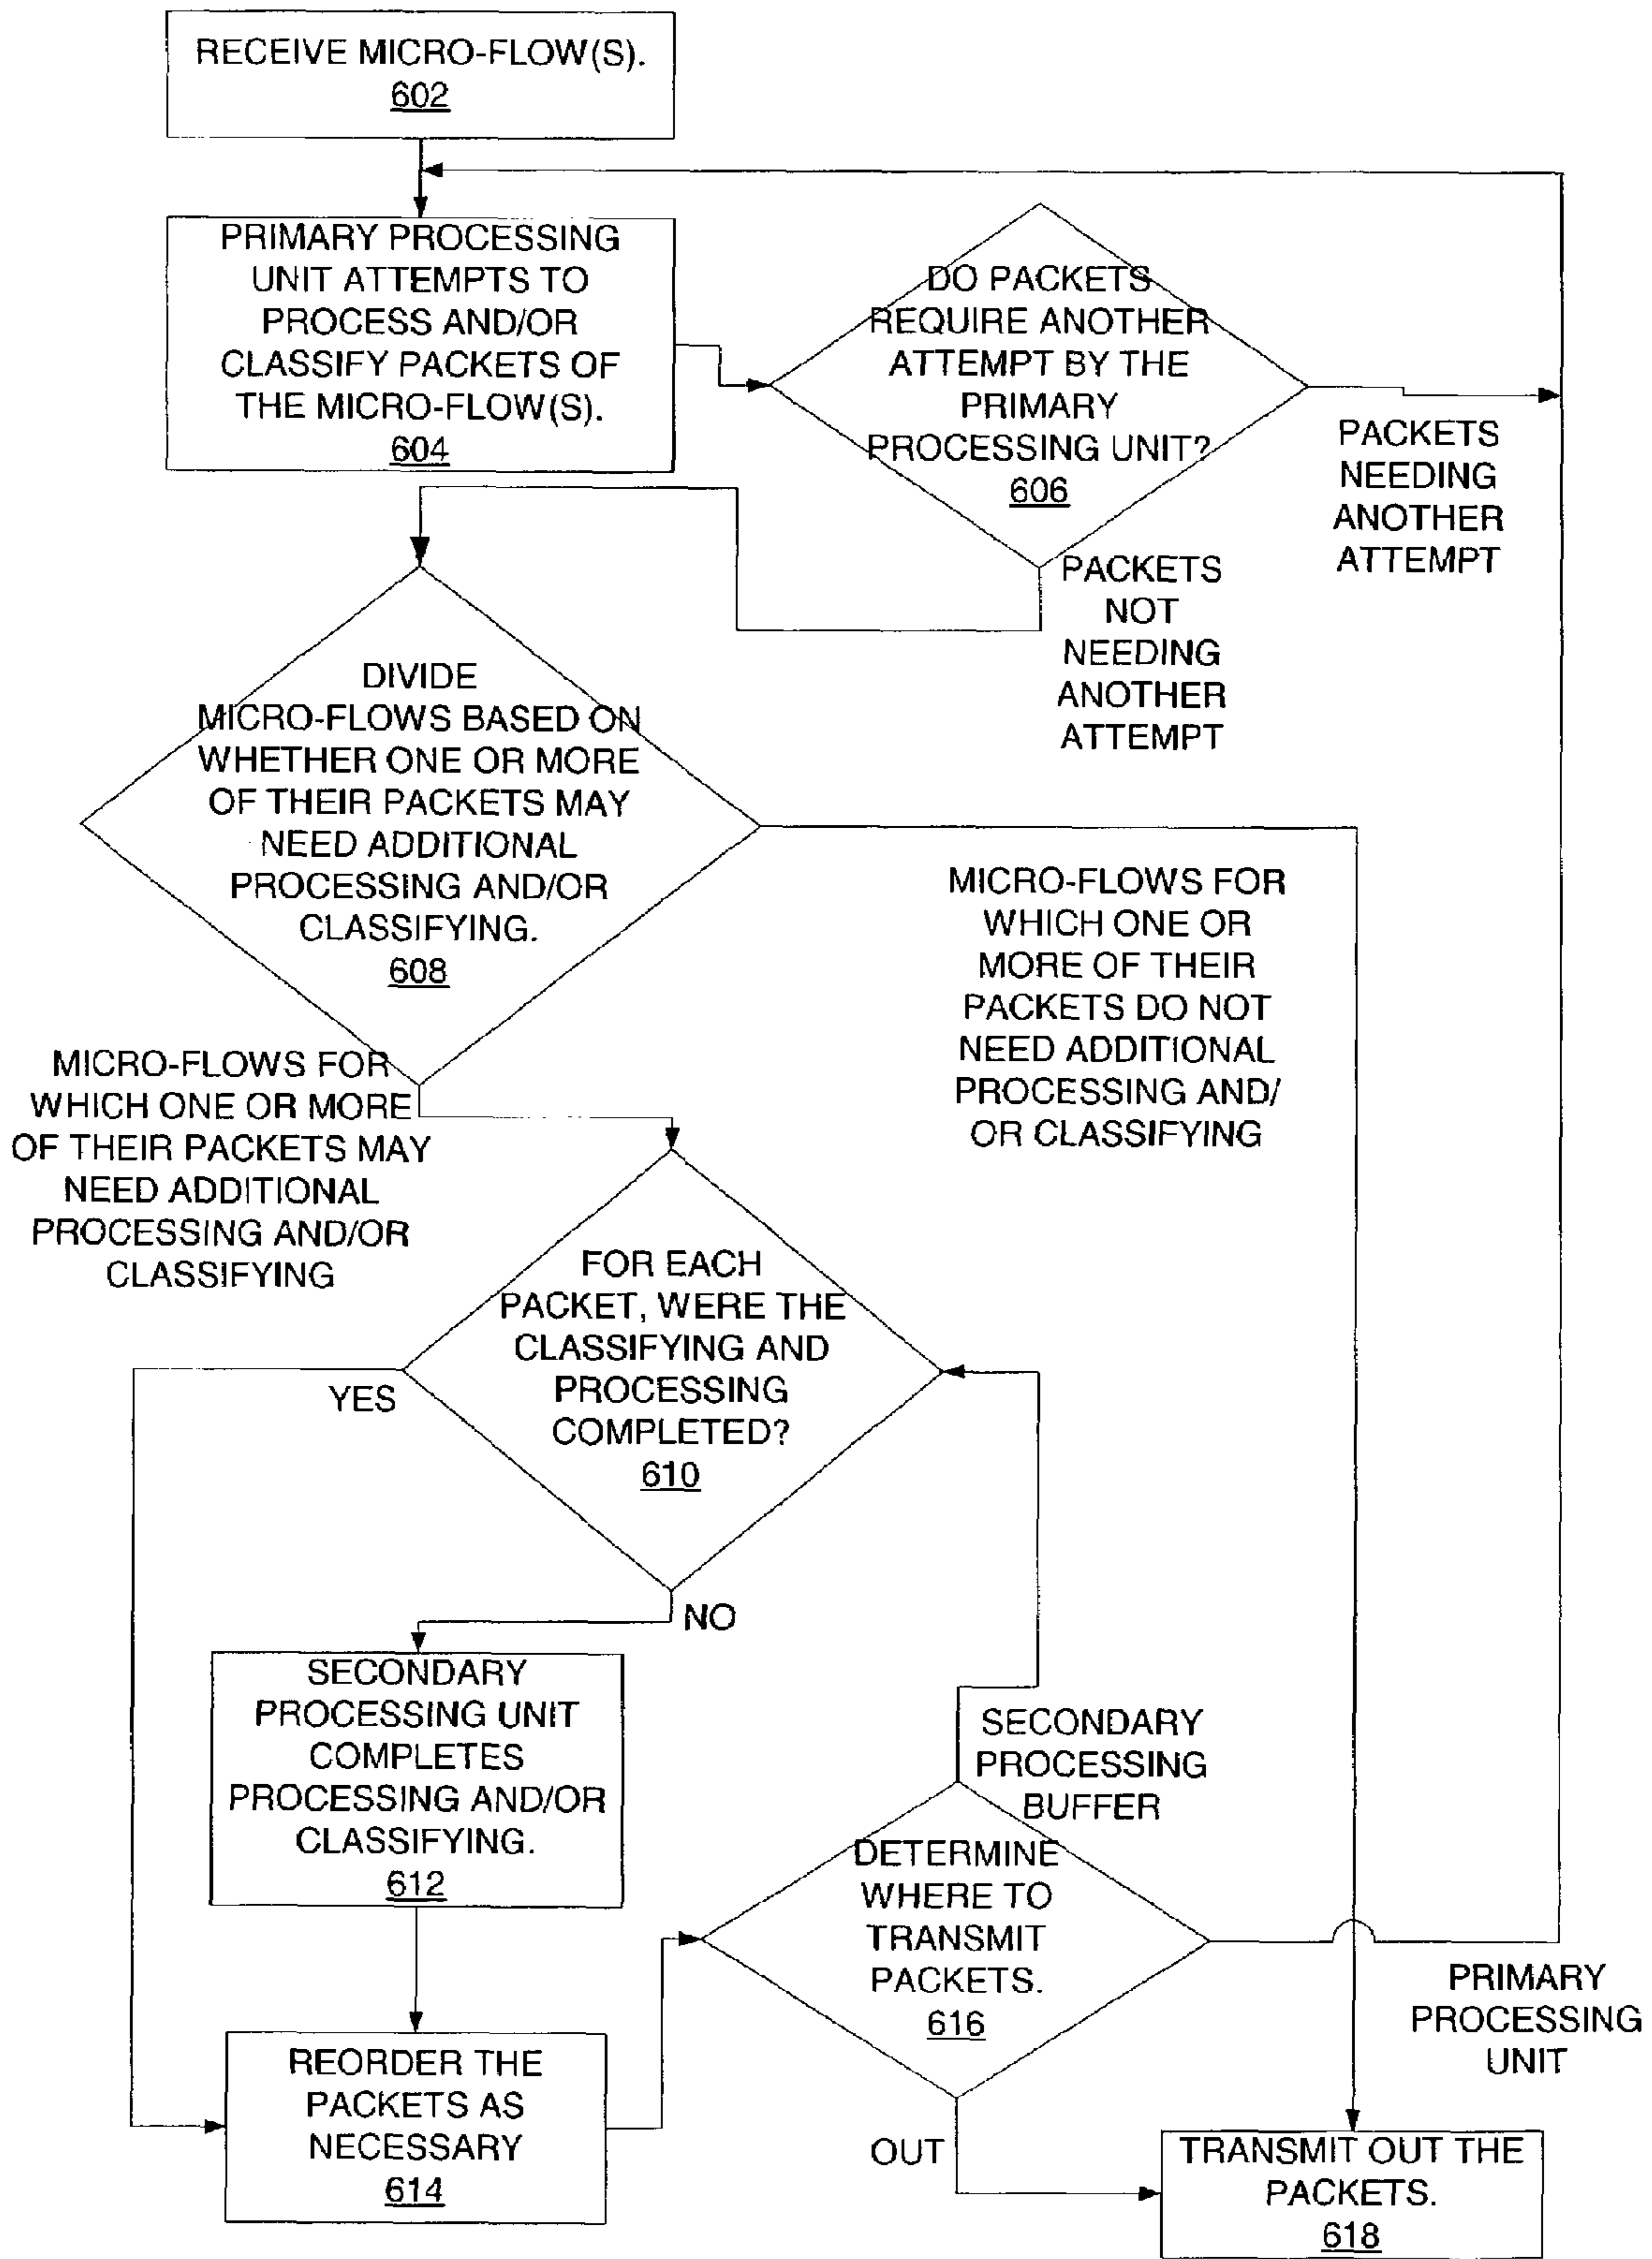 RECEIVE MICRO-FLOW(S).
602
PRIMARY PROCESSING
UNIT ATTEMPTS TO
PROCESS AND/OR
CLASSIFY PACKETS OF
THE MICRO-FLOW(S).
604
DO PACKETS
REQUIRE ANOTHER
ATTEMPT BY THE
PRIMARY
PROCESSING UNIT?
606
PACKETS
NEEDING
ANOTHER
ATTEMPT
PACKETS
NOT
NEEDING
ANOTHER
ATTEMPT
DIVIDE
MICRO-FLOWS BASED ON
WHETHER ONE OR MORE
OF THEIR PACKETS MAY
NEED ADDITIONAL
PROCESSING AND/OR
CLASSIFYING.
608
MICRO-FLOWS FOR
WHICH ONE OR
MORE OF THEIR
PACKETS DO NOT
NEED ADDITIONAL
PROCESSING AND/
OR CLASSIFYING
MICRO-FLOWS FOR
WHICH ONE OR MORE
OF THEIR PACKETS MAY
NEED ADDITIONAL
PROCESSING AND/OR
CLASSIFYING
FOR EACH
PACKET, WERE THE
CLASSIFYING AND
PROCESSING
COMPLETED?
610
YES
NO
SECONDARY
PROCESSING UNIT
COMPLETES
PROCESSING AND/OR
CLASSIFYING.
612
SECONDARY
PROCESSING
BUFFER
DETERMINE
WHERE TO
TRANSMIT
PACKETS.
616
PRIMARY
PROCESSING
UNIT
REORDER THE
PACKETS AS
NECESSARY
614
OUT
TRANSMIT OUT THE
PACKETS.
618